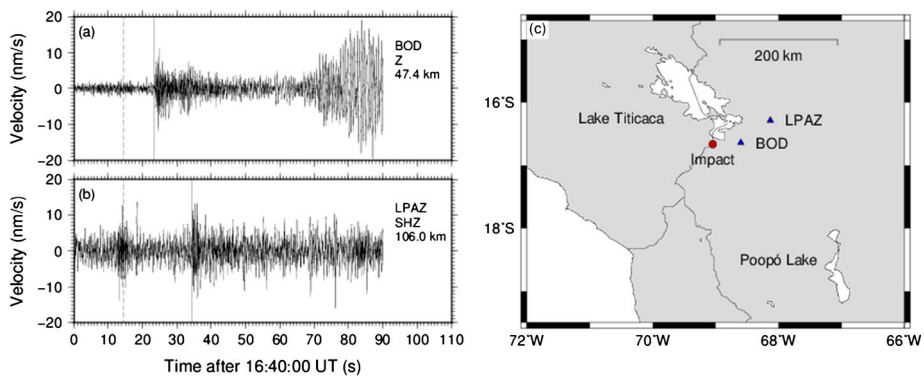 (a)
BOD
Z
47.4 km
Velocity (nm/s)
20
10
0
−10
−20
(b)
LPAZ
SHZ
106.0 km
Velocity (nm/s)
20
10
0
−10
−20
0 10 20 30 40 50 60 70 80 90 100 110
Time after 16:40:00 UT (s)
(c)
200 km
16°S
Lake Titicaca
LPAZ
BOD
Impact
18°S
Poopó Lake
72°W 70°W 68°W 66°W